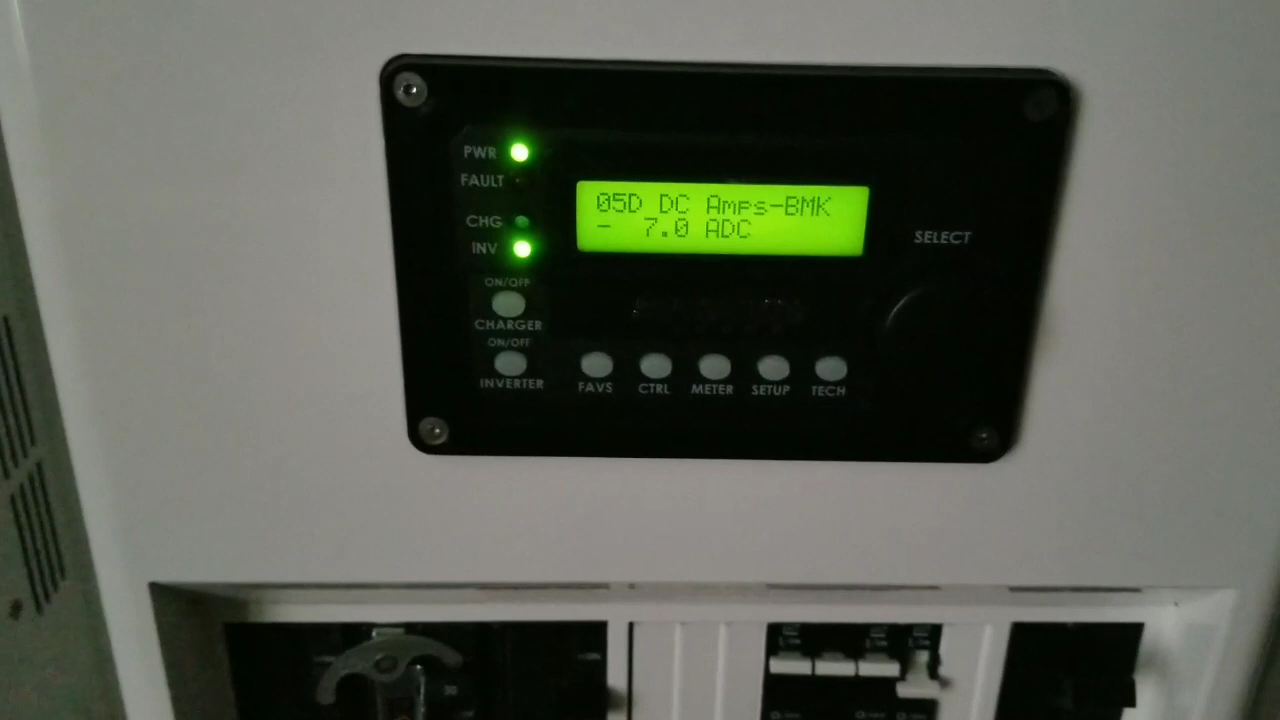 PWR
FAULT
CHG
INV
05D DC Amps-BMK
- 7.0 ADC
SELECT
ON/OFF
CHARGER
ON/OFF
INVERTER
FAVS
CTRL
METER
SETUP
TECH